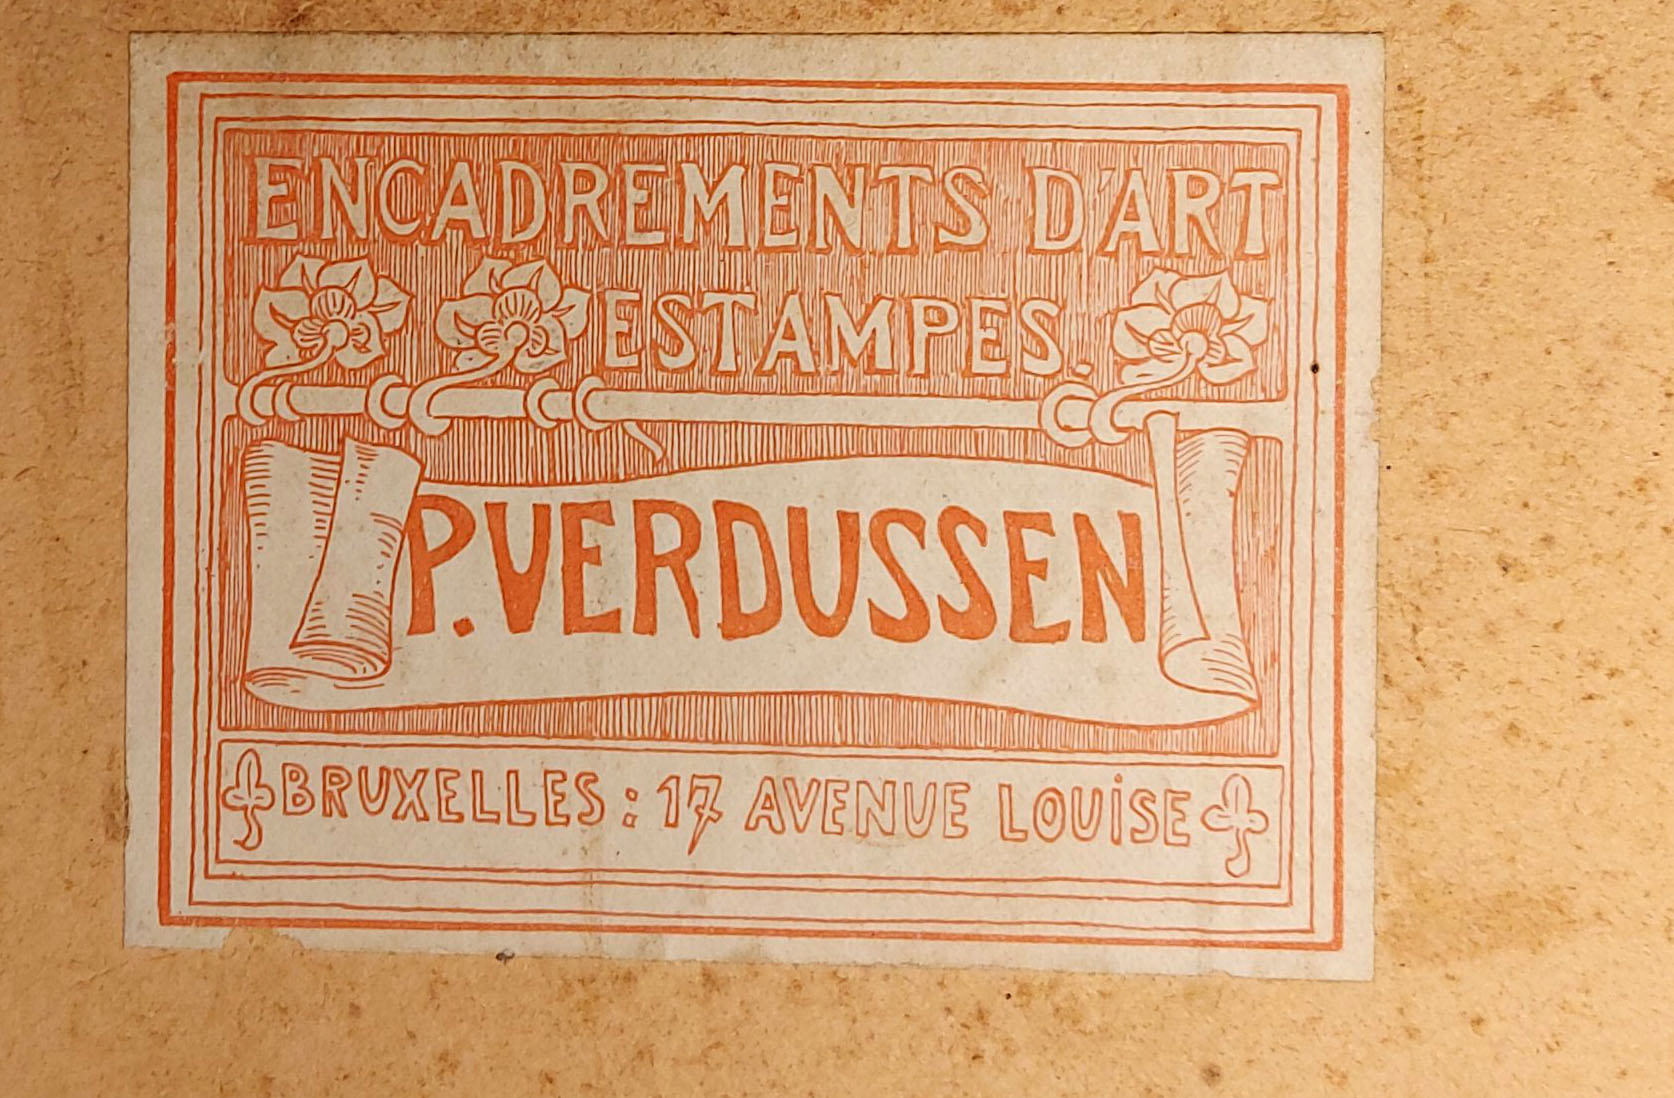 ENCADREMENTS D'ART
ESTAMPES.
P. VERDUSSEN
BRUXELLES : 17 AVENUE LOUiSE